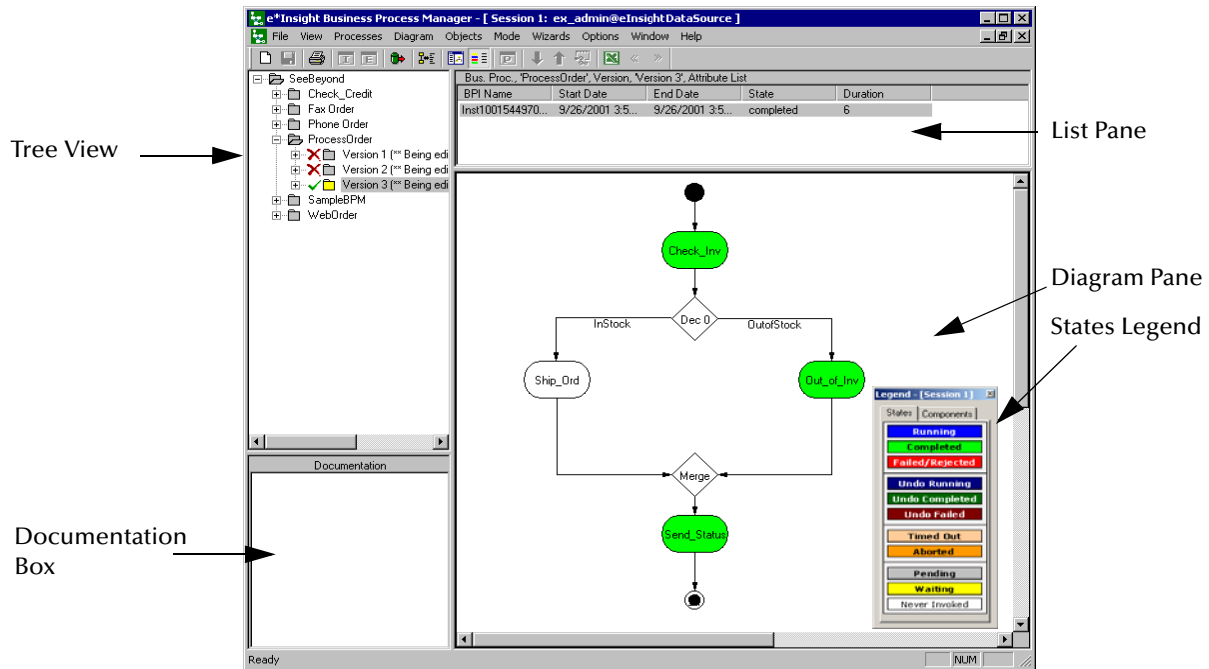 e*Insight Business Process Manager - [ Session 1: ex_admin@eInsightDataSource ]
File View Processes Diagram Objects Mode Wizards Options Window Help
SeeBeyond
Check_Credit
Fax Order
Phone Order
ProcessOrder
Version 1 (** Being edi
Version 2 (** Being edi
Version 3 (** Being edi
SampleBPM
WebOrder
Bus. Proc., 'ProcessOrder', Version, 'Version 3', Attribute List
BPI Name Start Date End Date State Duration
Inst1001544970... 9/26/2001 3:5... 9/26/2001 3:5... completed 6
Tree View
List Pane
Check_Inv
Dec 0
InStock
OutofStock
Ship_Ord
Out_of_Inv
Merge
Send_Status
Diagram Pane
States Legend
Legend - [Session 1]
States Components
Running
Completed
Failed/Rejected
Undo Running
Undo Completed
Undo Failed
Timed Out
Aborted
Pending
Waiting
Never Invoked
Documentation
Documentation
Box
Ready
NUM